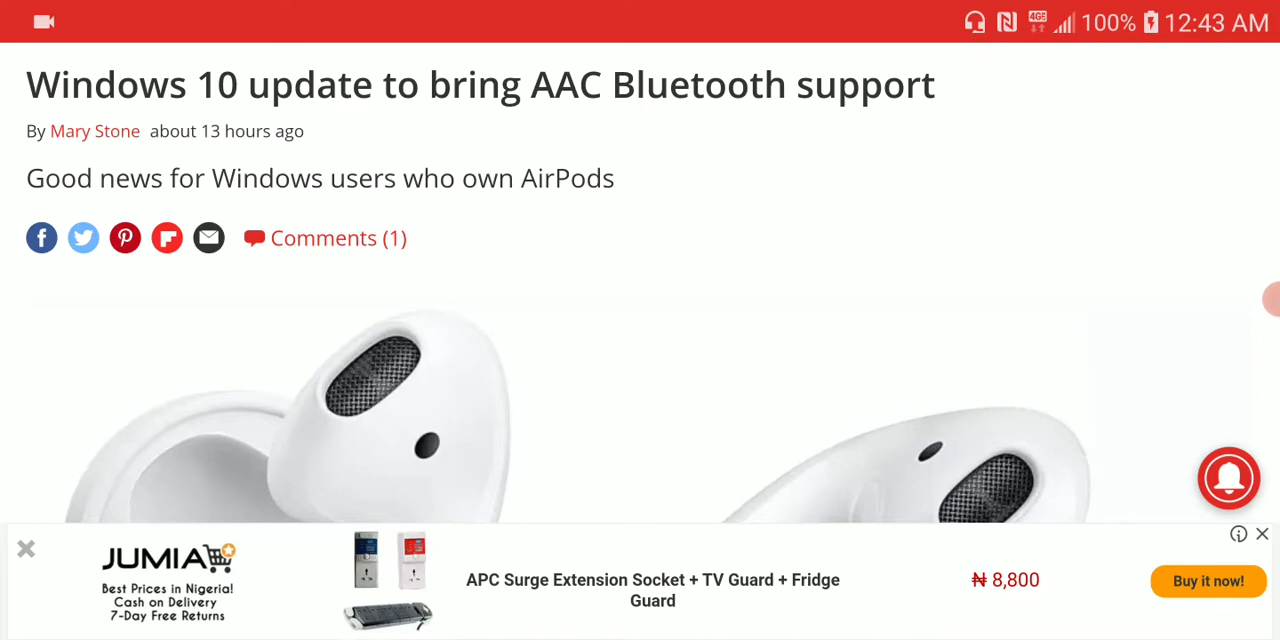 100% 12:43 AM
Windows 10 update to bring AAC Bluetooth support
By Mary Stone about 13 hours ago
Good news for Windows users who own AirPods
Comments (1)
JUMIA
Best Prices in Nigeria!
Cash on Delivery
7-Day Free Returns
APC Surge Extension Socket + TV Guard + Fridge
Guard
₦ 8,800
Buy it now!